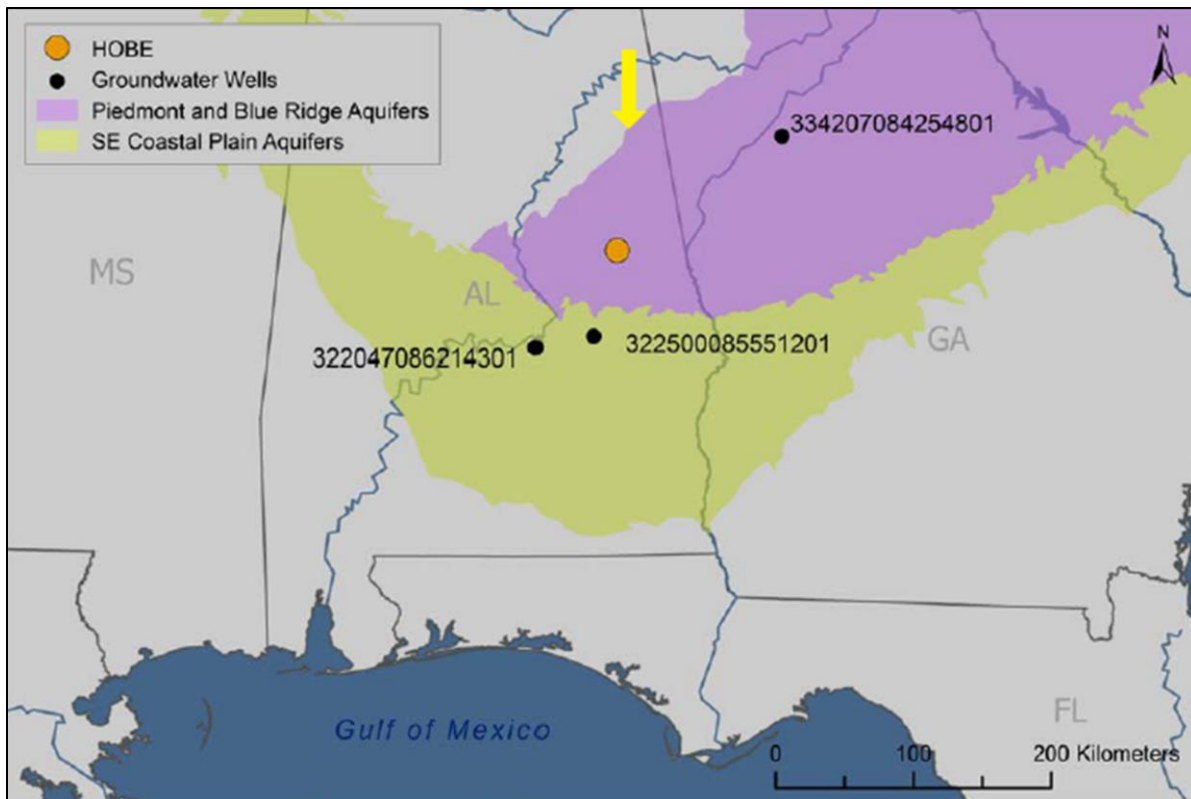 HOBE
Groundwater Wells
Piedmont and Blue Ridge Aquifers
SE Coastal Plain Aquifers
N
334207084254801
MS
AL
GA
322047086214301
322500085551201
FL
Gulf of Mexico
0 100 200 Kilometers